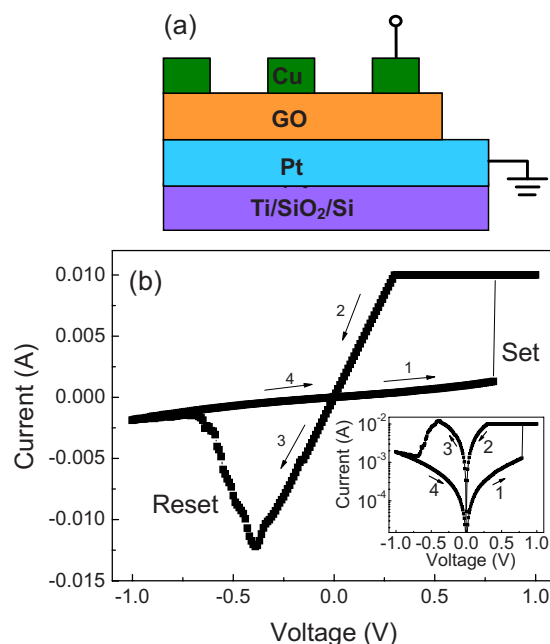 (a)
Cu
GO
Pt
Ti/SiO₂/Si
(b)
Current (A)
0.010
0.005
0.000
-0.005
-0.010
-0.015
2
1
4
3
Set
Reset
-1.0 -0.5 0.0 0.5 1.0
Voltage (V)
Current (A)
10⁻²
10⁻³
10⁻⁴
3 2
4 1
-1.0 -0.5 0.0 0.5 1.0
Voltage (V)